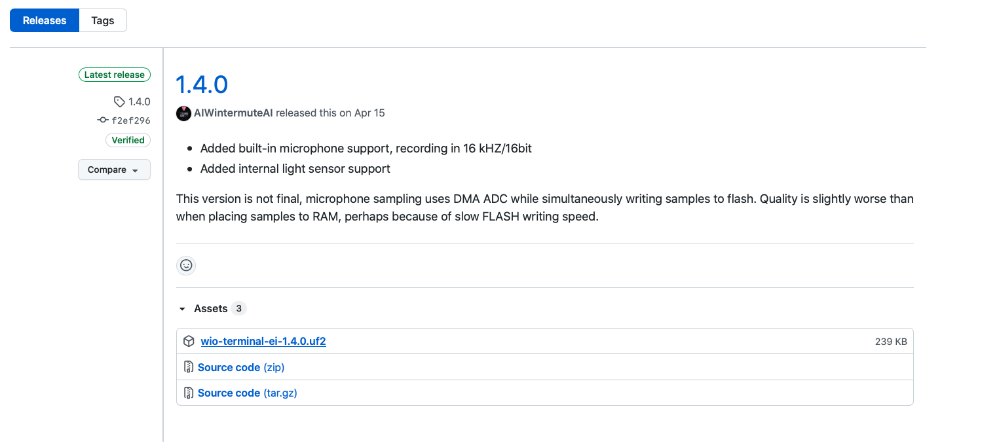 Releases
Tags
Latest release
1.4.0
f2ef296
Verified
Compare
1.4.0
AIWintermuteAI released this on Apr 15
Added built-in microphone support, recording in 16 kHZ/16bit
Added internal light sensor support
This version is not final, microphone sampling uses DMA ADC while simultaneously writing samples to flash. Quality is slightly worse than
when placing samples to RAM, perhaps because of slow FLASH writing speed.
Assets 3
wio-terminal-ei-1.4.0.uf2 239 KB
Source code (zip)
Source code (tar.gz)